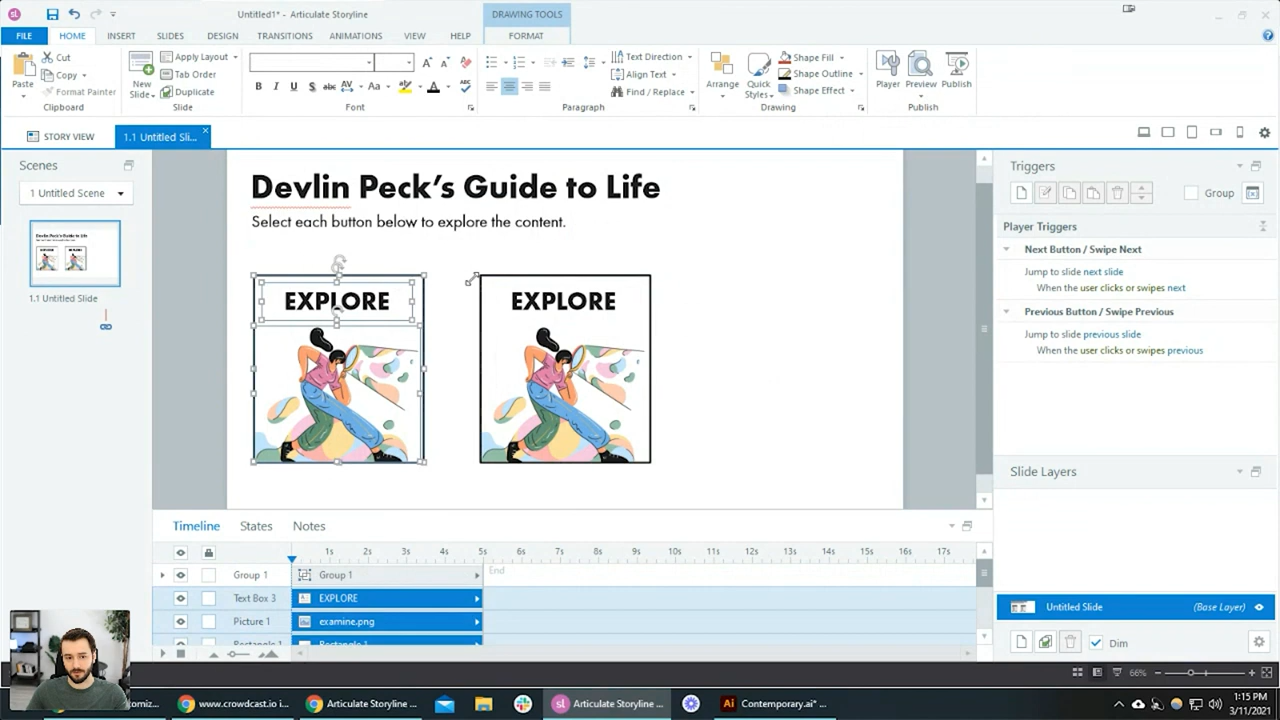 Untitled1* - Articulate Storyline
DRAWING TOOLS
FILE
HOME
INSERT
SLIDES
DESIGN
TRANSITIONS
ANIMATIONS
VIEW
HELP
FORMAT
Paste
Cut
Copy
Format Painter
Clipboard
New Slide
Apply Layout
Tab Order
Duplicate
Slide
Font
Text Direction
Align Text
Find / Replace
Paragraph
Arrange
Quick Styles
Shape Fill
Shape Outline
Shape Effect
Drawing
Player
Preview
Publish
Publish
STORY VIEW
1.1 Untitled Sli...
Scenes
1 Untitled Scene
1.1 Untitled Slide
Devlin Peck's Guide to Life
Select each button below to explore the content.
EXPLORE
EXPLORE
Triggers
Group
Player Triggers
Next Button / Swipe Next
Jump to slide next slide
When the user clicks or swipes next
Previous Button / Swipe Previous
Jump to slide previous slide
When the user clicks or swipes previous
Slide Layers
Untitled Slide
(Base Layer)
Dim
Timeline
States
Notes
1s 2s 3s 4s 5s 6s 7s 8s 9s 10s 11s 12s 13s 14s 15s 16s 17s
End
Group 1
Group 1
Text Box 3
EXPLORE
Picture 1
examine.png
Rectangle 1
Rectangle 1
66%
www.crowdcast.io i...
Articulate Storyline ...
Articulate Storyline ...
Contemporary.ai* ...
1:15 PM
3/11/2021